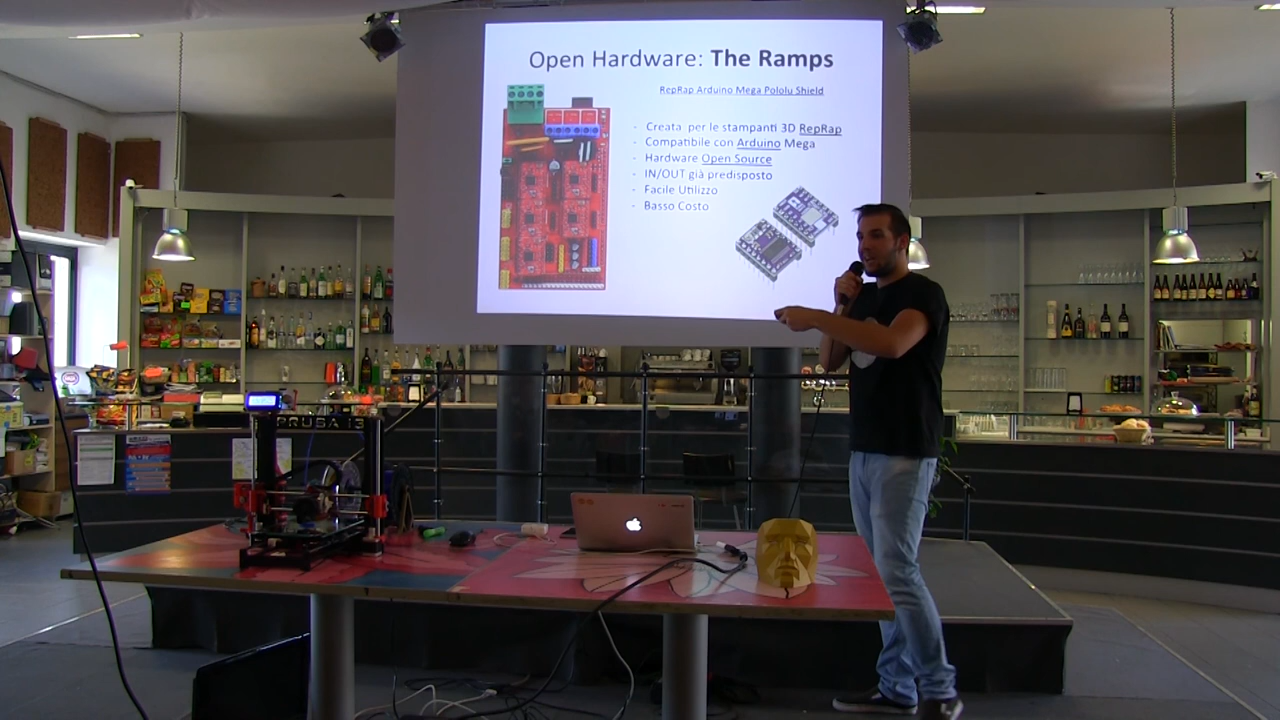 Open Hardware: The Ramps
RepRap Arduino Mega Pololu Shield
- Creata per le stampanti 3D RepRap
- Compatibile con Arduino Mega
- Hardware Open Source
- IN/OUT già predisposto
- Facile Utilizzo
- Basso Costo
PRUSA i3